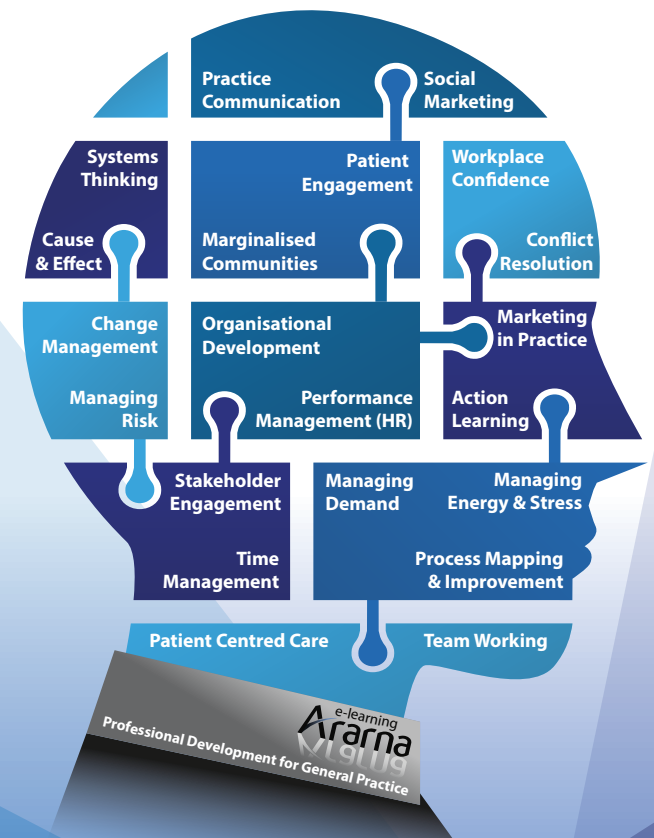 Practice
Communication
Social
Marketing
Systems
Thinking
Patient
Engagement
Workplace
Confidence
Cause
& Effect
Marginalised
Communities
Conflict
Resolution
Change
Management
Organisational
Development
Marketing
in Practice
Managing
Risk
Performance
Management (HR)
Action
Learning
Stakeholder
Engagement
Managing
Demand
Managing
Energy & Stress
Time
Management
Process Mapping
& Improvement
Patient Centred Care
Team Working
e-learning
Ararna
Professional Development for General Practice